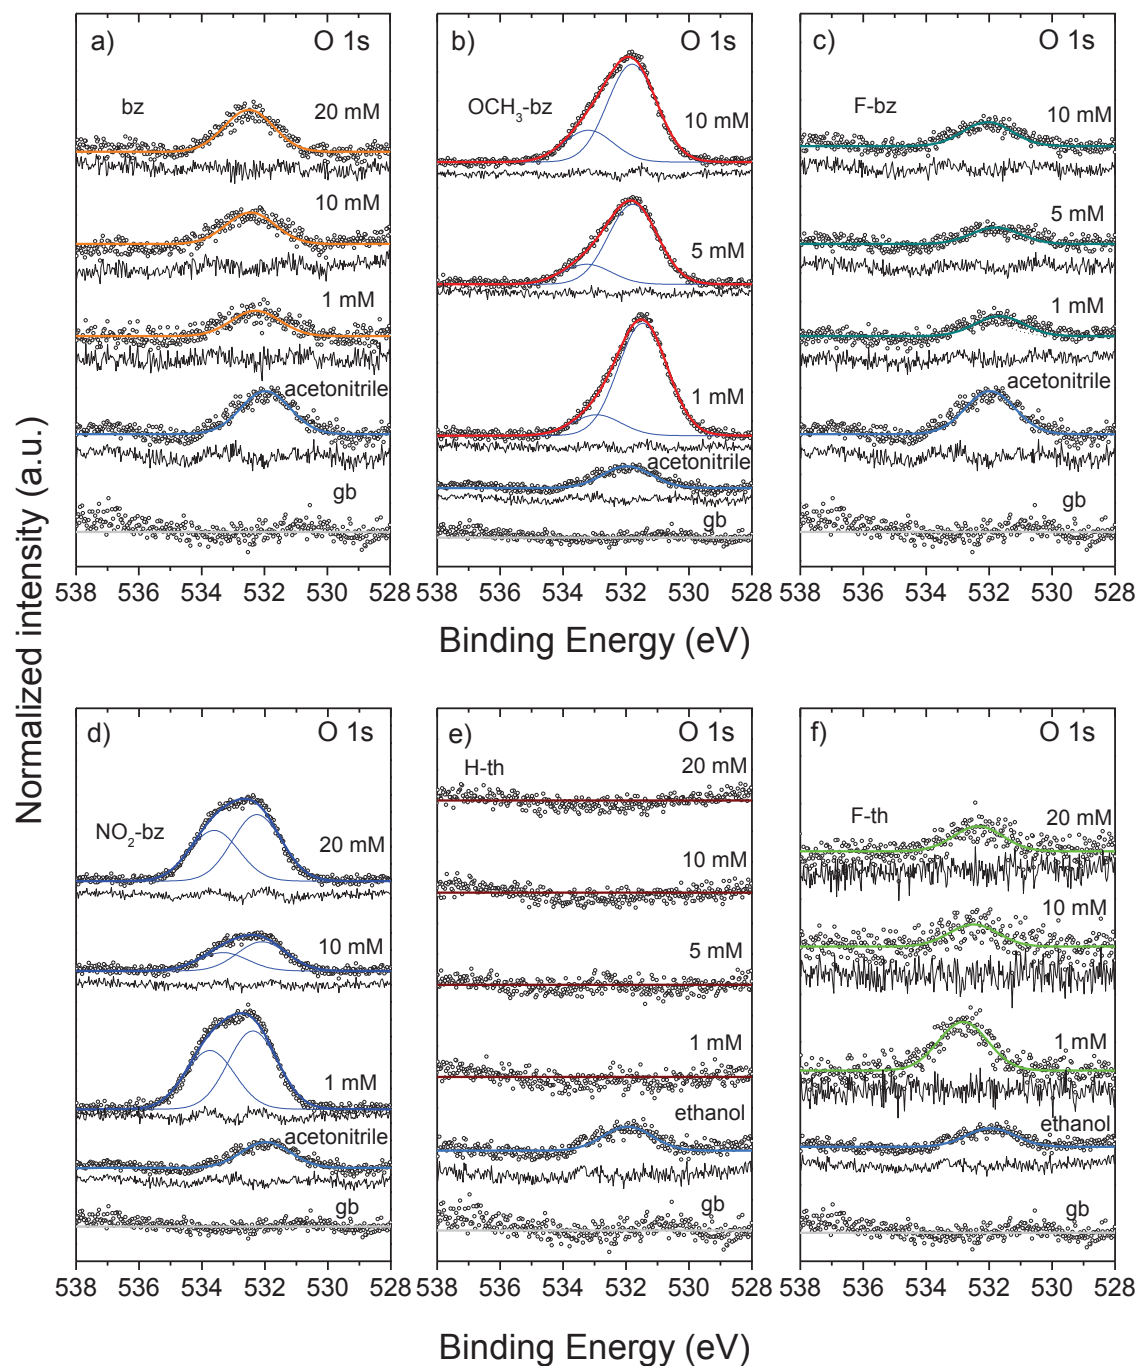 Normalized intensity (a.u.)
a) O 1s
bz
20 mM
10 mM
1 mM
acetonitrile
gb
538 536 534 532 530 528
b) O 1s
OCH3-bz
10 mM
5 mM
1 mM
acetonitrile
gb
538 536 534 532 530 528
c) O 1s
F-bz
10 mM
5 mM
1 mM
acetonitrile
gb
538 536 534 532 530 528
Binding Energy (eV)
d) O 1s
NO2-bz
20 mM
10 mM
1 mM
acetonitrile
gb
538 536 534 532 530 528
e) O 1s
H-th
20 mM
10 mM
5 mM
1 mM
ethanol
gb
538 536 534 532 530 528
f) O 1s
F-th
20 mM
10 mM
1 mM
ethanol
gb
538 536 534 532 530 528
Binding Energy (eV)